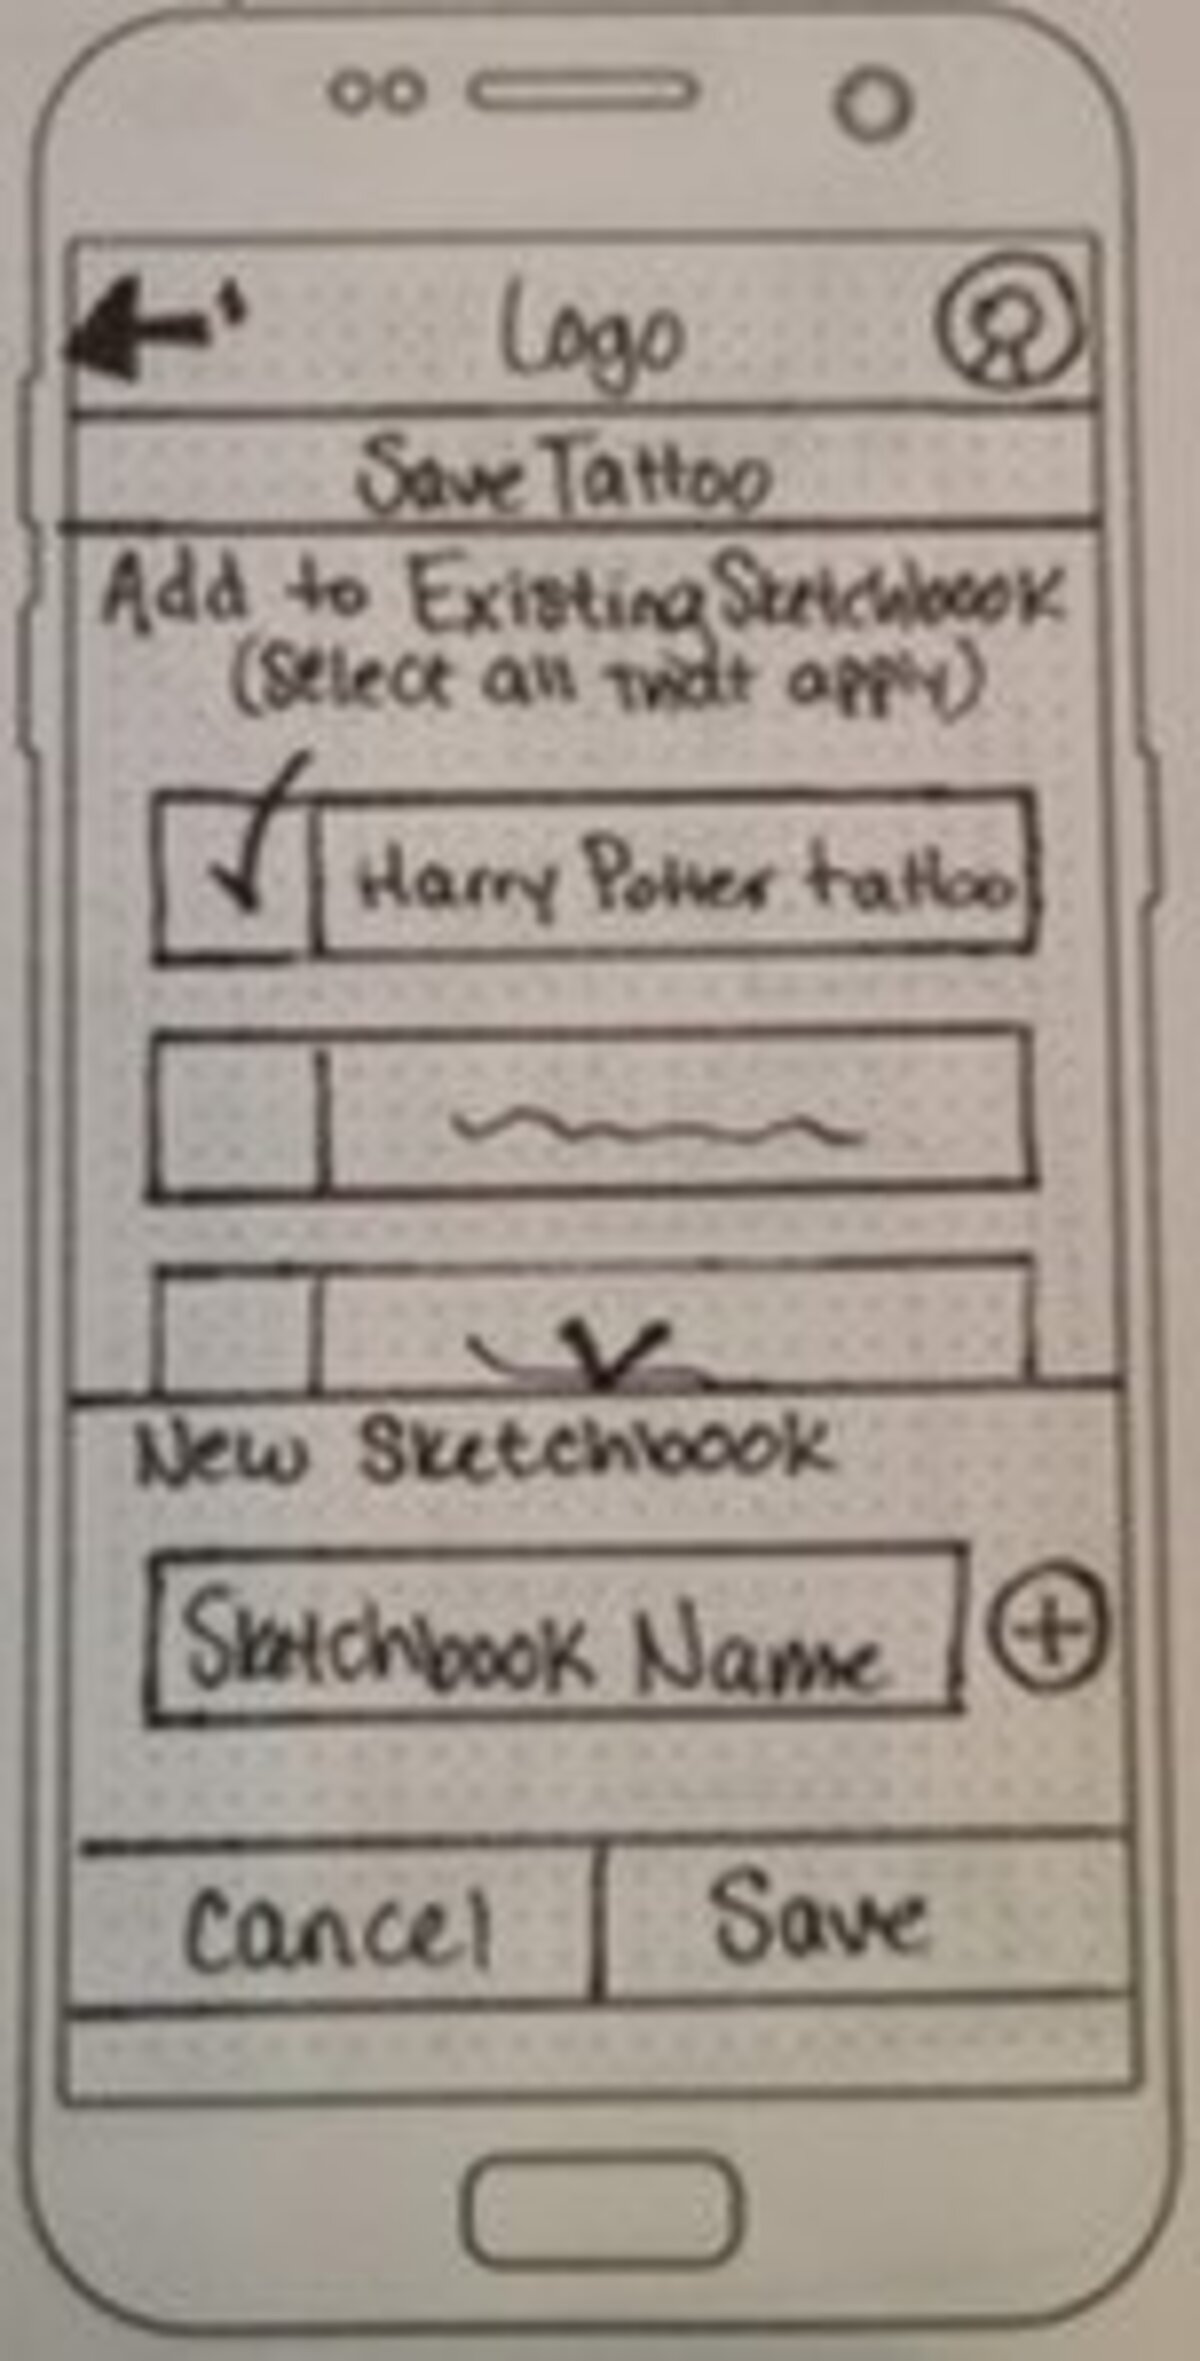 Logo
Save Tattoo
Add to Existing Sketchbook
(Select all that apply)
Harry Potter tattoo
New Sketchbook
Sketchbook Name
Cancel
Save